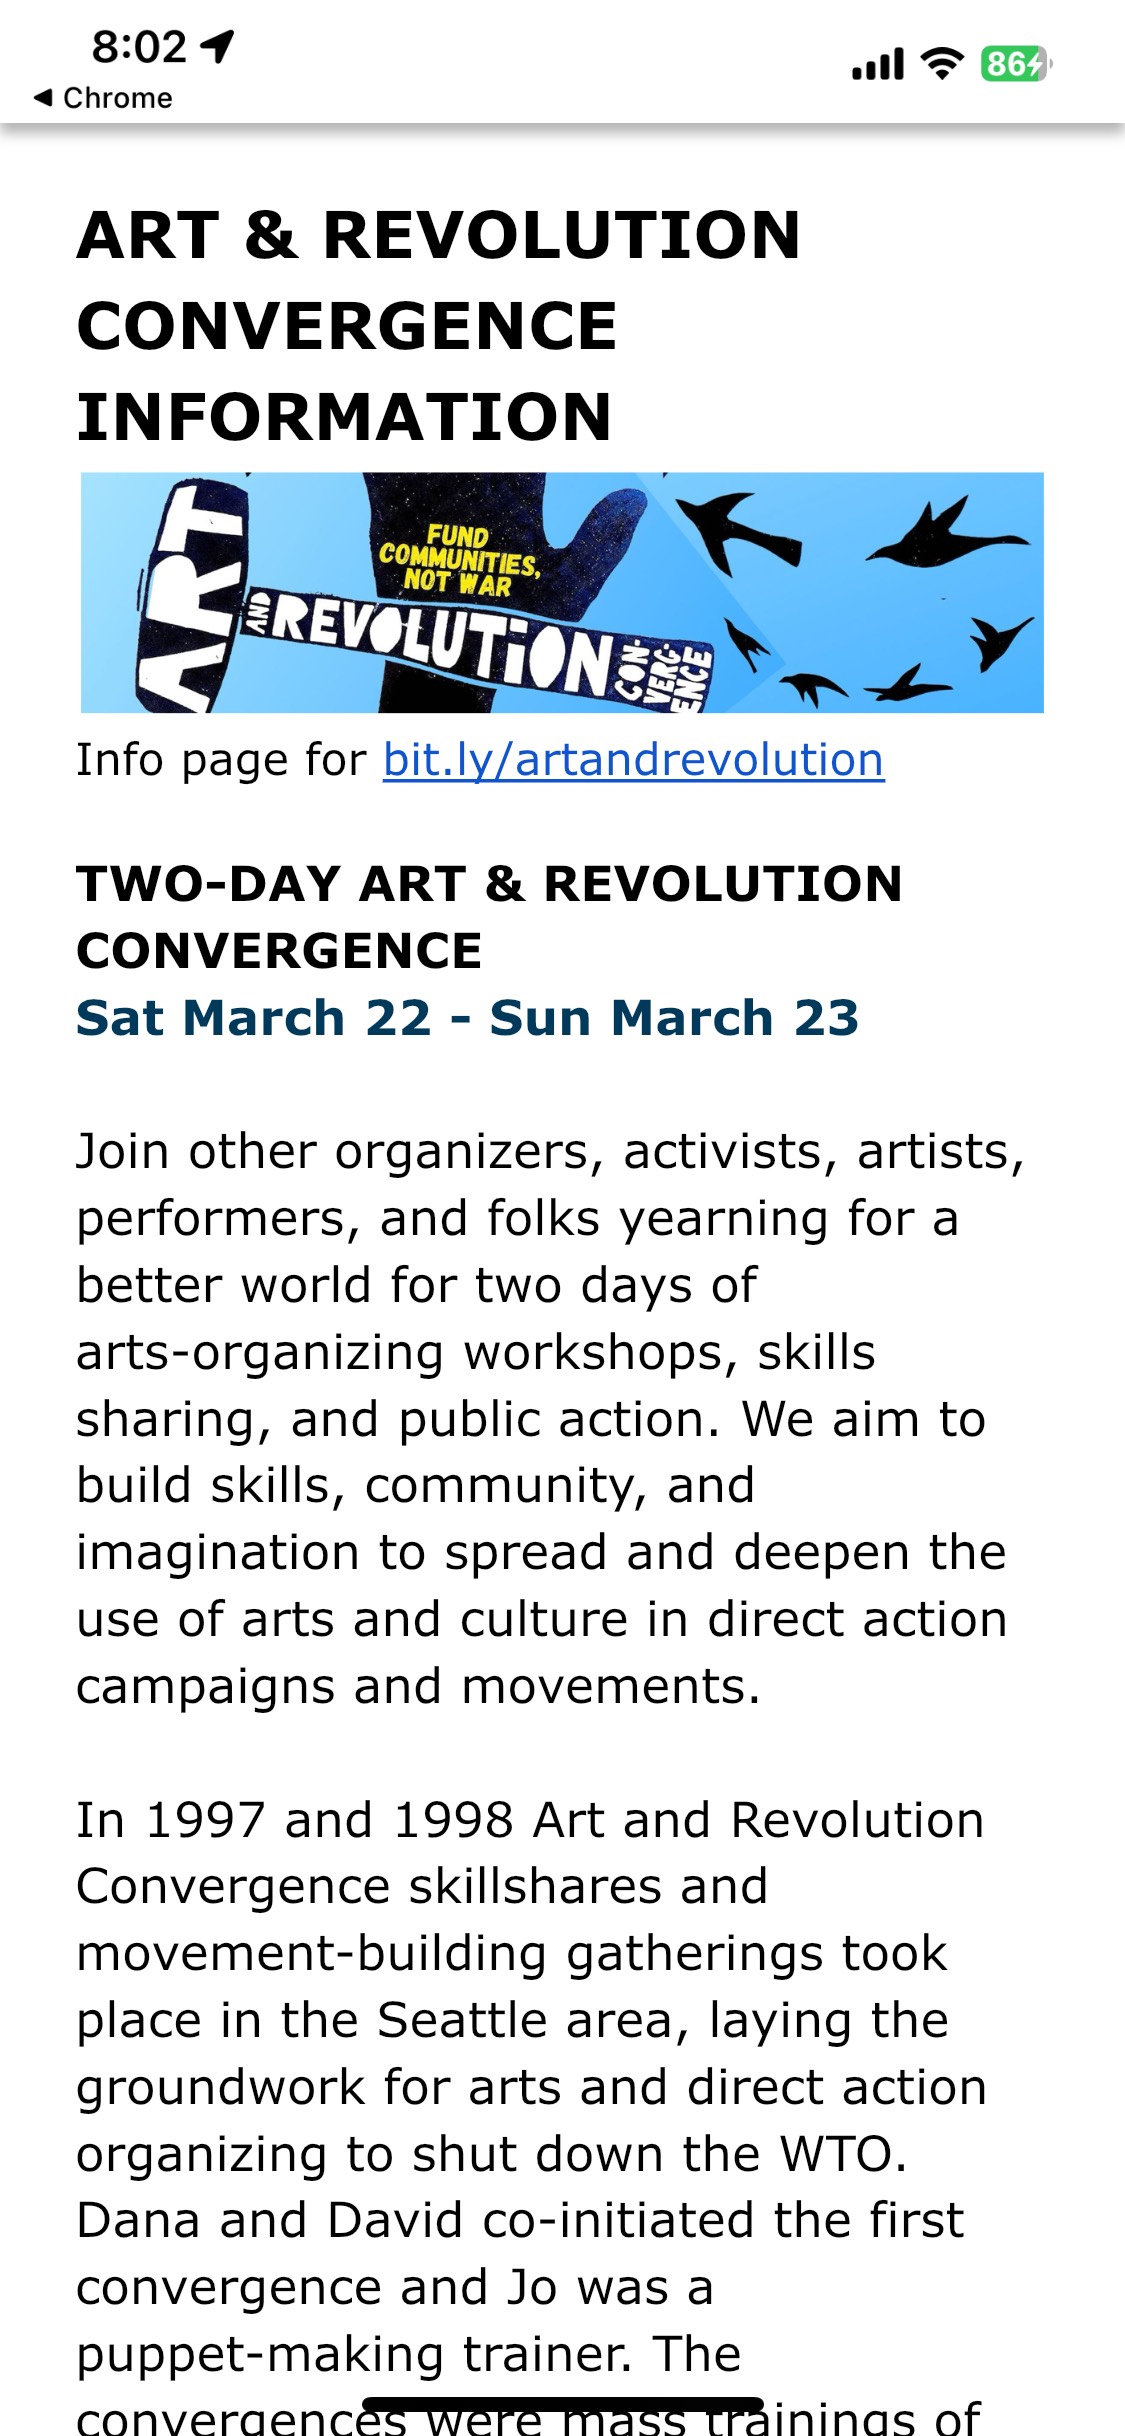 8:02
◀ Chrome
86
ART & REVOLUTION
CONVERGENCE
INFORMATION
FUND
COMMUNITIES,
NOT WAR
ART
AND REVOLUTION CON-
VERG-
ENCE
Info page for bit.ly/artandrevolution
TWO-DAY ART & REVOLUTION
CONVERGENCE
Sat March 22 - Sun March 23
Join other organizers, activists, artists,
performers, and folks yearning for a
better world for two days of
arts-organizing workshops, skills
sharing, and public action. We aim to
build skills, community, and
imagination to spread and deepen the
use of arts and culture in direct action
campaigns and movements.
In 1997 and 1998 Art and Revolution
Convergence skillshares and
movement-building gatherings took
place in the Seattle area, laying the
groundwork for arts and direct action
organizing to shut down the WTO.
Dana and David co-initiated the first
convergence and Jo was a
puppet-making trainer. The
convergences were mass trainings of